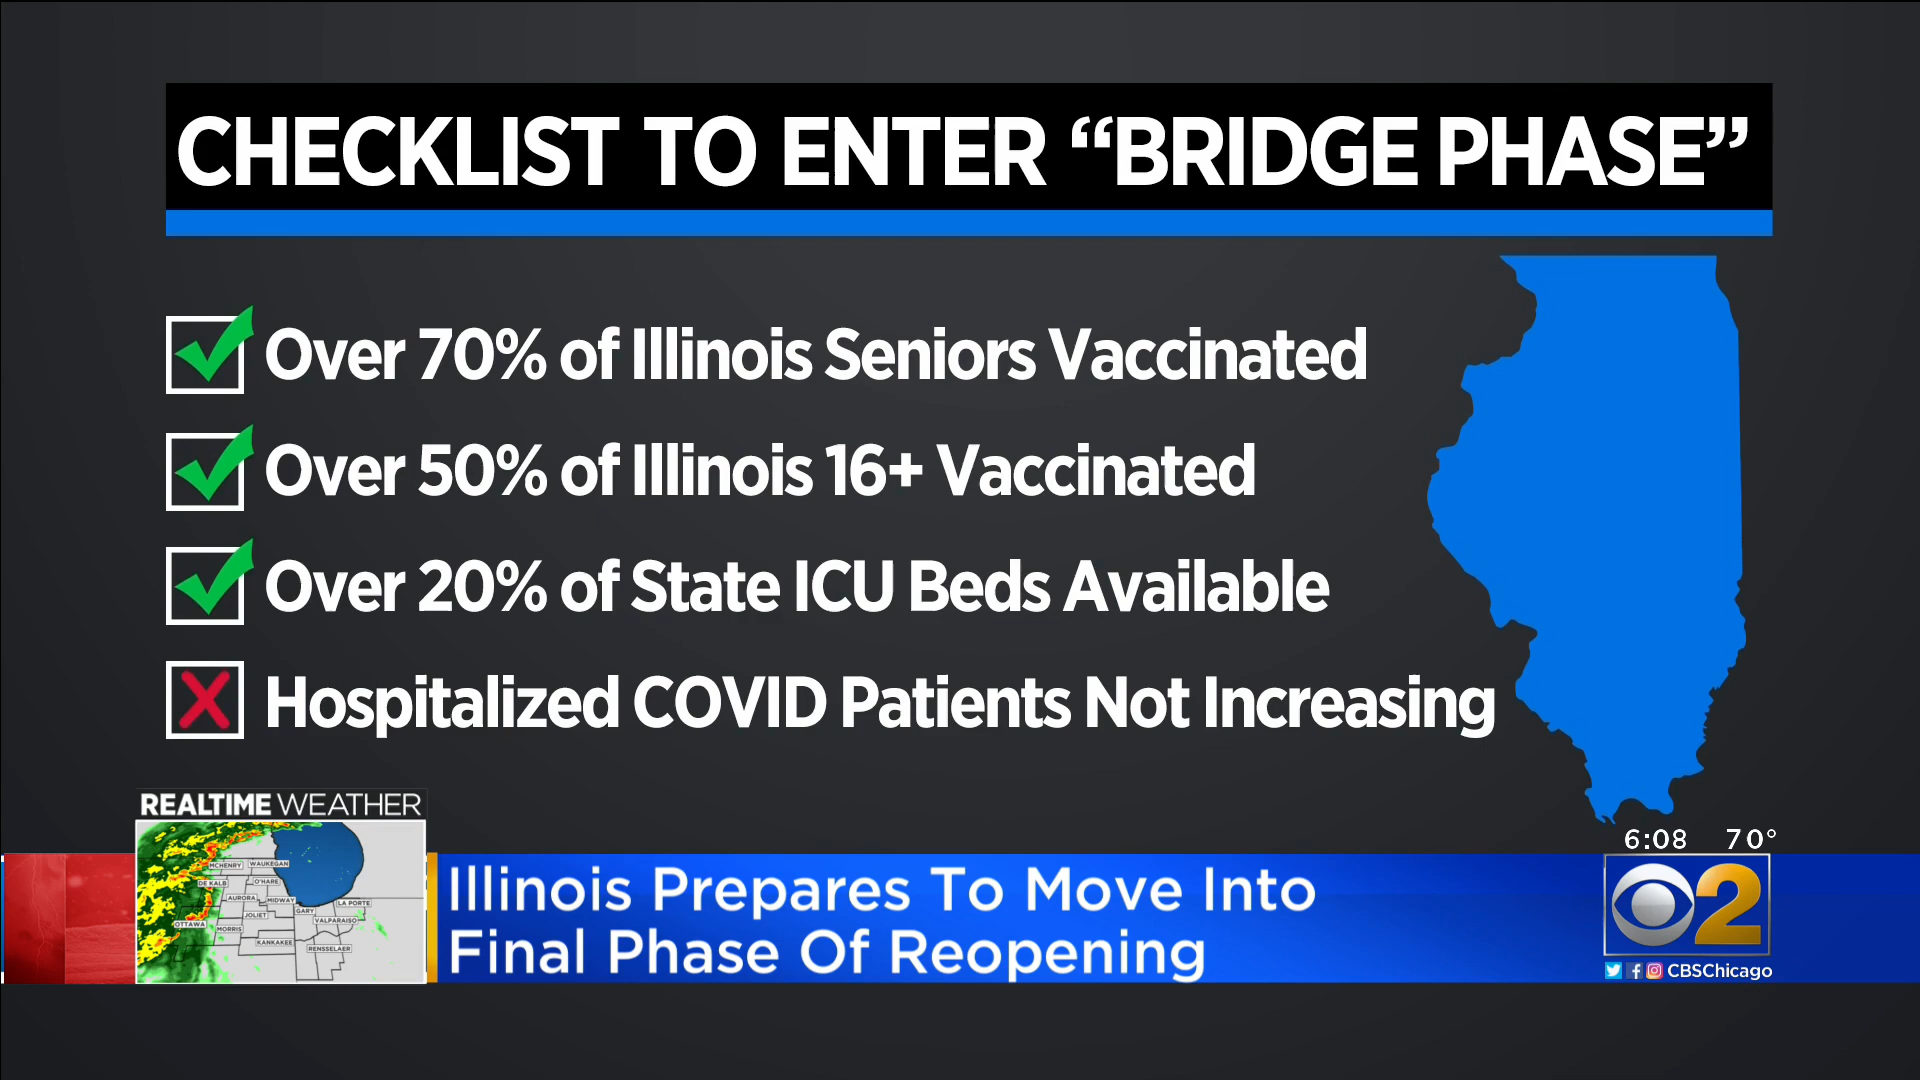 CHECKLIST TO ENTER “BRIDGE PHASE”
Over 70% of Illinois Seniors Vaccinated
Over 50% of Illinois 16+ Vaccinated
Over 20% of State ICU Beds Available
Hospitalized COVID Patients Not Increasing
REALTIME WEATHER
MCHENRY
WAUKEGAN
DE KALB
O'HARE
AURORA
MIDWAY
LA PORTE
GARY
JOLIET
VALPARAISO
OTTAWA
MORRIS
KANKAKEE
RENSSELAER
Illinois Prepares To Move Into
Final Phase Of Reopening
6:08 70°
2
CBSChicago